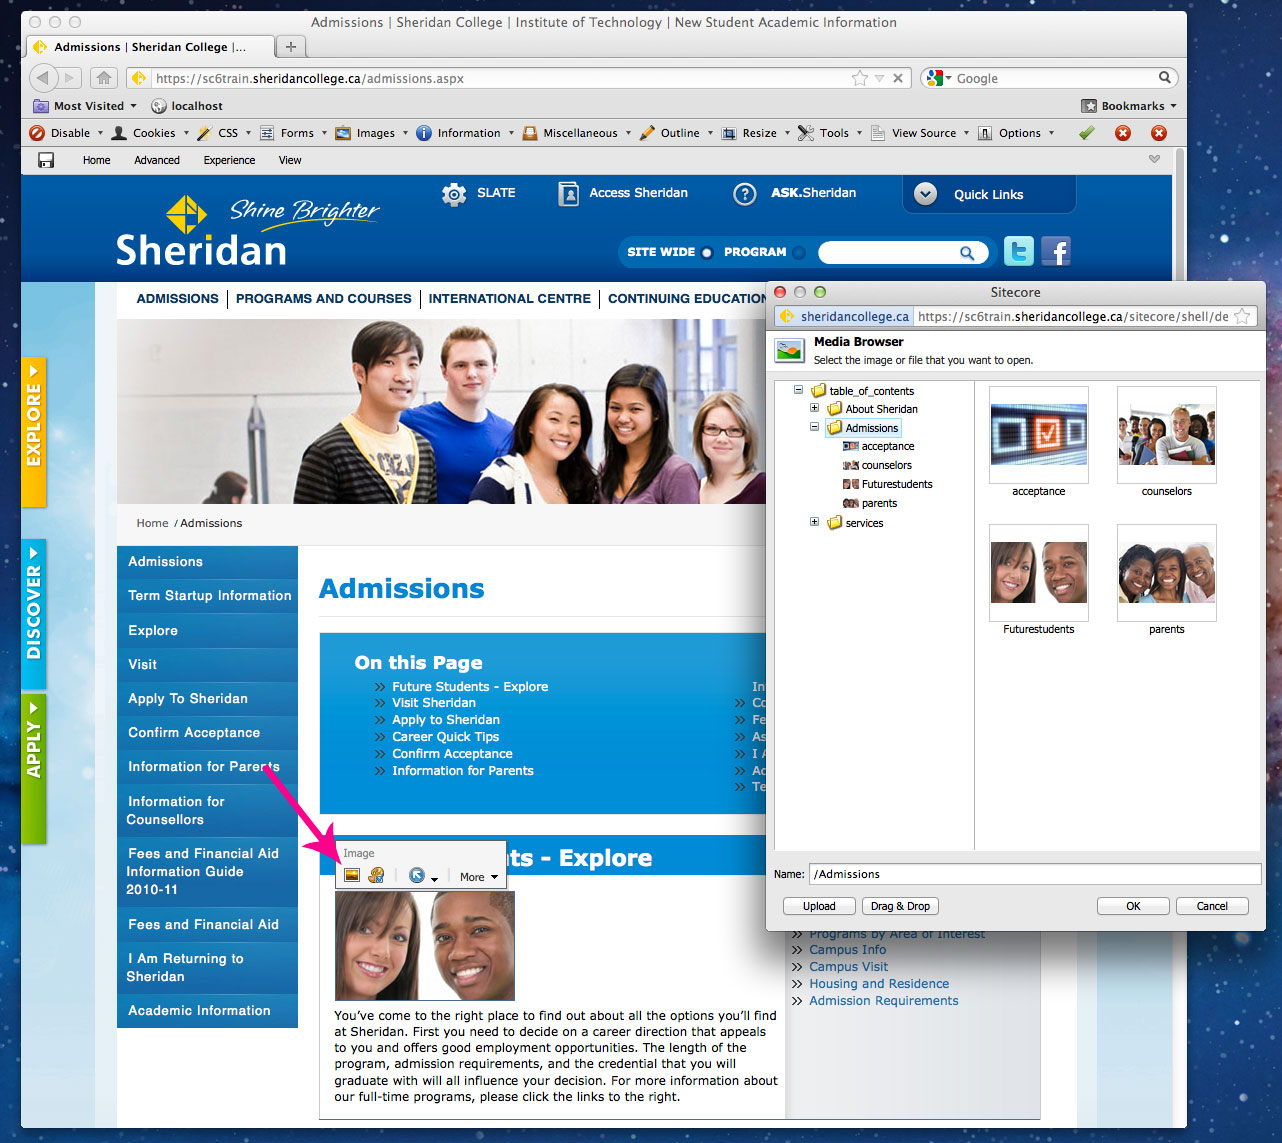 Admissions | Sheridan College | Institute of Technology | New Student Academic Information
Admissions | Sheridan College |...
https://sc6train.sheridancollege.ca/admissions.aspx
Google
Most Visited
localhost
Bookmarks
Disable Cookies CSS Forms Images Information Miscellaneous Outline Resize Tools View Source Options
Home Advanced Experience View
SLATE Access Sheridan ASK.Sheridan Quick Links
Shine Brighter
Sheridan
SITE WIDE PROGRAM
ADMISSIONS | PROGRAMS AND COURSES | INTERNATIONAL CENTRE | CONTINUING EDUCATION
EXPLORE
DISCOVER
APPLY
Home / Admissions
Admissions
Term Startup Information
Explore
Visit
Apply To Sheridan
Confirm Acceptance
Information for Parents
Information for
Counsellors
Fees and Financial Aid
Information Guide
2010-11
Fees and Financial Aid
I Am Returning to
Sheridan
Academic Information
Admissions
On this Page
Future Students - Explore
Visit Sheridan
Apply to Sheridan
Career Quick Tips
Confirm Acceptance
Information for Parents
In
Co
Fe
As
I A
Ac
Te
Image
More
ts - Explore
You've come to the right place to find out about all the options you'll find
at Sheridan. First you need to decide on a career direction that appeals
to you and offers good employment opportunities. The length of the
program, admission requirements, and the credential that you will
graduate with will all influence your decision. For more information about
our full-time programs, please click the links to the right.
Programs by Area of Interest
Campus Info
Campus Visit
Housing and Residence
Admission Requirements
Sitecore
sheridancollege.ca https://sc6train.sheridancollege.ca/sitecore/shell/de
Media Browser
Select the image or file that you want to open.
table_of_contents
About Sheridan
Admissions
acceptance
counselors
Futurestudents
parents
services
acceptance
counselors
Futurestudents
parents
Name: /Admissions
Upload Drag & Drop OK Cancel